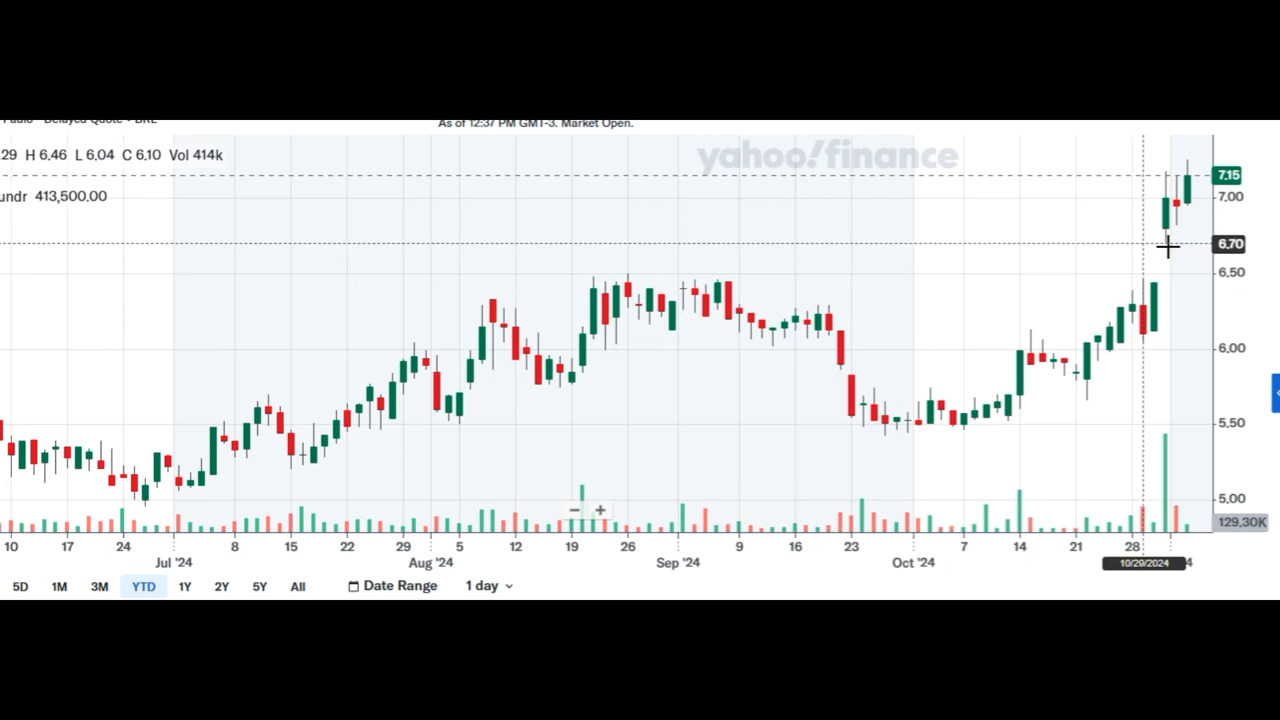 Paulo - Delayed Quote • BRL
As of 12:37 PM GMT-3. Market Open.
yahoo!finance
.29 H 6.46 L 6.04 C 6.10 Vol 414k
undr 413,500.00
7.15
7.00
6.70
6.50
6.00
5.50
5.00
129.30K
10 17 24 8 15 22 29 5 12 19 26 9 16 23 7 14 21 28
Jul '24 Aug '24 Sep '24 Oct '24 10/29/2024 4
5D 1M 3M YTD 1Y 2Y 5Y All Date Range 1 day